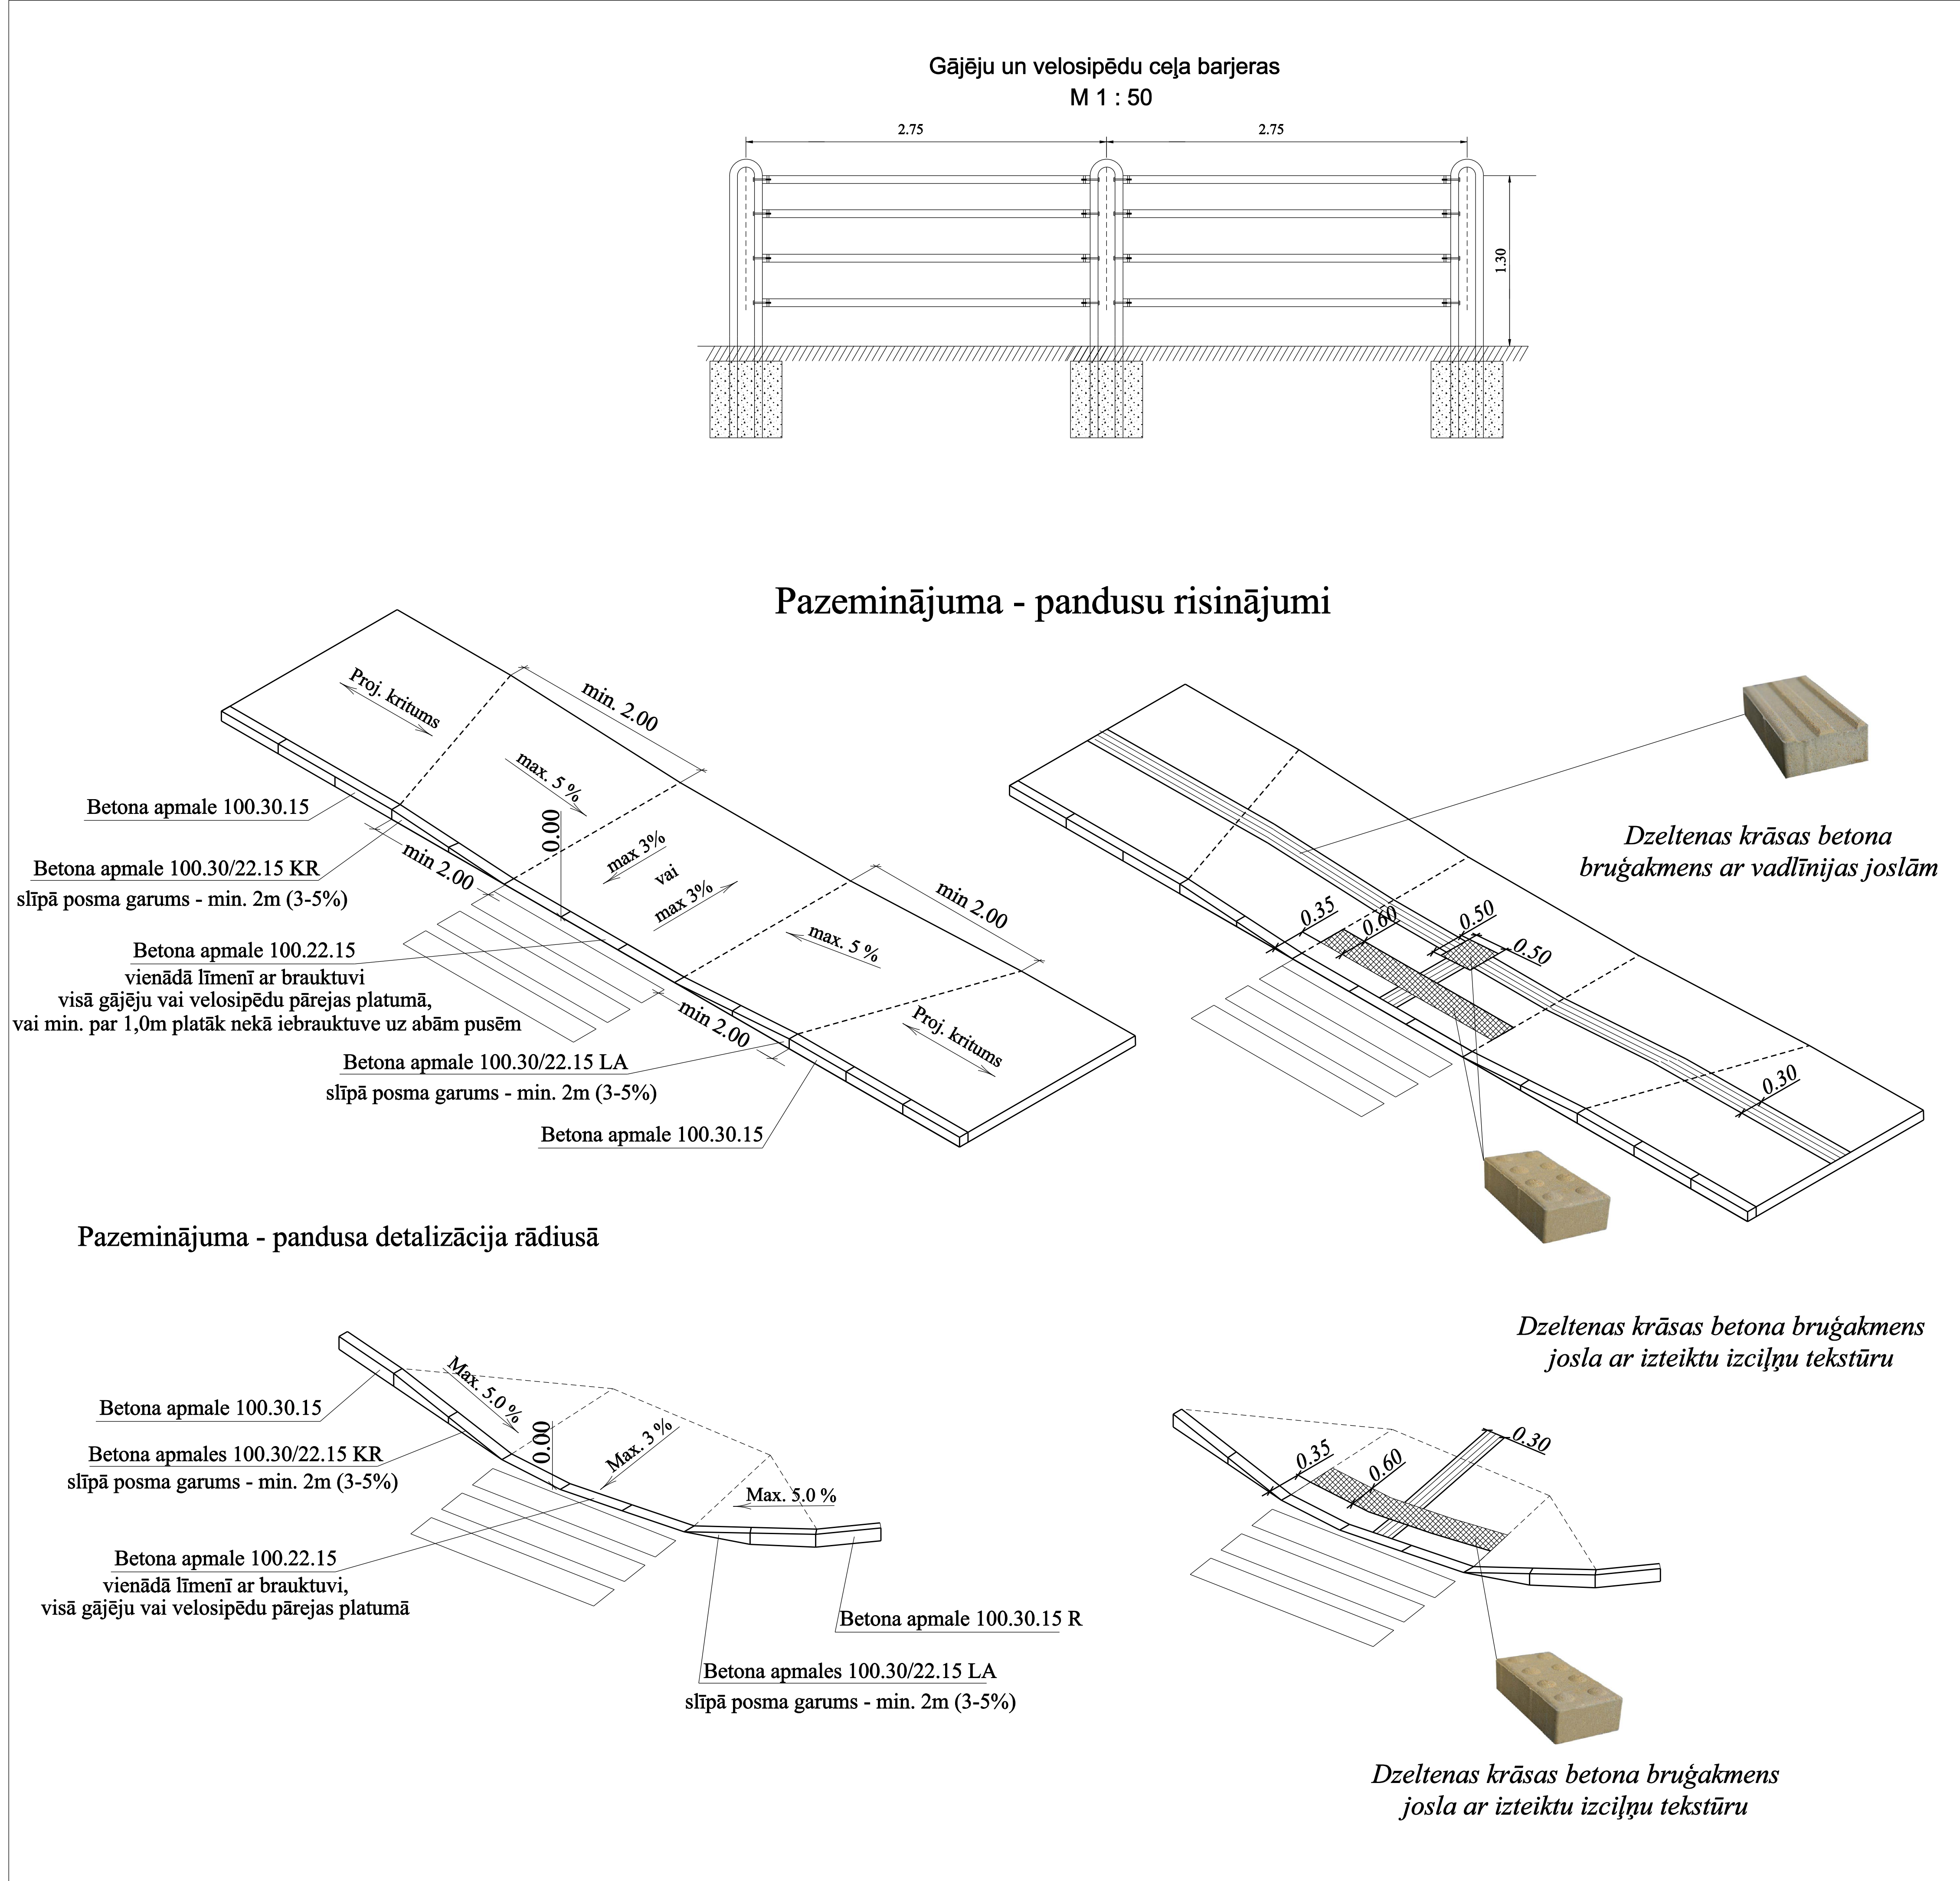 Gājēju un velosipēdu ceļa barjeras
M 1 : 50
2.75
2.75
1.30
Pazeminājuma - pandusu risinājumi
Proj. kritums
min. 2.00
max. 5 %
0.00
max 3%
vai
max 3%
min 2.00
max. 5 %
min 2.00
min 2.00
Proj. kritums
Betona apmale 100.30.15
Betona apmale 100.30/22.15 KR
slīpā posma garums - min. 2m (3-5%)
Betona apmale 100.22.15
vienādā līmenī ar brauktuvi
visā gājēju vai velosipēdu pārejas platumā,
vai min. par 1,0m platāk nekā iebrauktuve uz abām pusēm
Betona apmale 100.30/22.15 LA
slīpā posma garums - min. 2m (3-5%)
Betona apmale 100.30.15
Dzeltenas krāsas betona
bruģakmens ar vadlīnijas joslām
0.35
0.60
0.50
0.50
0.30
Dzeltenas krāsas betona bruģakmens
josla ar izteiktu izciļņu tekstūru
Pazeminājuma - pandusa detalizācija rādiusā
Max. 5.0 %
0.00
Max. 3 %
Max. 5.0 %
Betona apmale 100.30.15
Betona apmales 100.30/22.15 KR
slīpā posma garums - min. 2m (3-5%)
Betona apmale 100.22.15
vienādā līmenī ar brauktuvi,
visā gājēju vai velosipēdu pārejas platumā
Betona apmale 100.30.15 R
Betona apmales 100.30/22.15 LA
slīpā posma garums - min. 2m (3-5%)
0.35
0.60
0.30
Dzeltenas krāsas betona bruģakmens
josla ar izteiktu izciļņu tekstūru